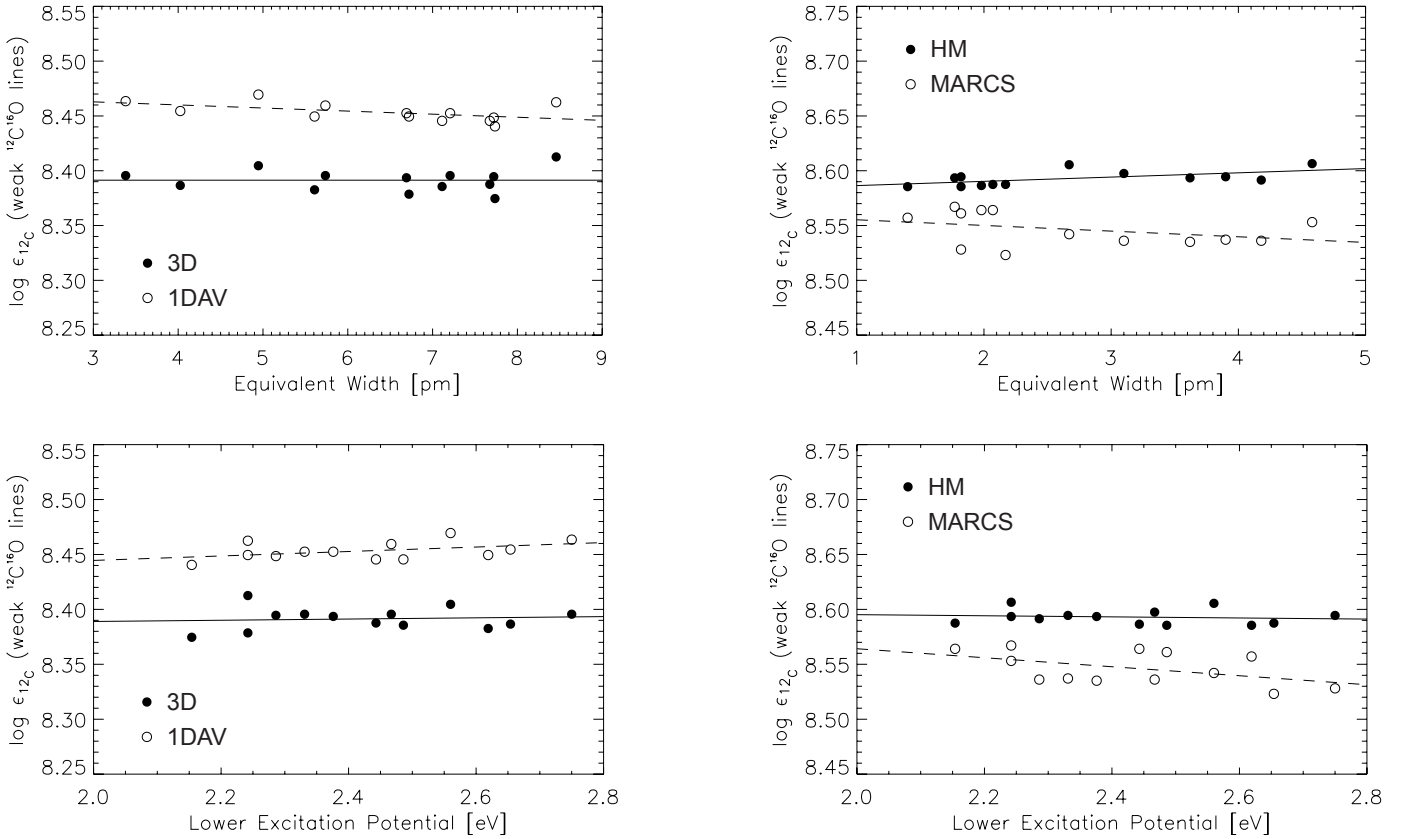 log ε₁₂C (weak ¹²C¹⁶O lines)
8.55
8.50
8.45
8.40
8.35
8.30
8.25
3D
1DAV
3 4 5 6 7 8 9
Equivalent Width [pm]
log ε₁₂C (weak ¹²C¹⁶O lines)
8.75
8.70
8.65
8.60
8.55
8.50
8.45
HM
MARCS
1 2 3 4 5
Equivalent Width [pm]
log ε₁₂C (weak ¹²C¹⁶O lines)
8.55
8.50
8.45
8.40
8.35
8.30
8.25
3D
1DAV
2.0 2.2 2.4 2.6 2.8
Lower Excitation Potential [eV]
log ε₁₂C (weak ¹²C¹⁶O lines)
8.75
8.70
8.65
8.60
8.55
8.50
8.45
HM
MARCS
2.0 2.2 2.4 2.6 2.8
Lower Excitation Potential [eV]